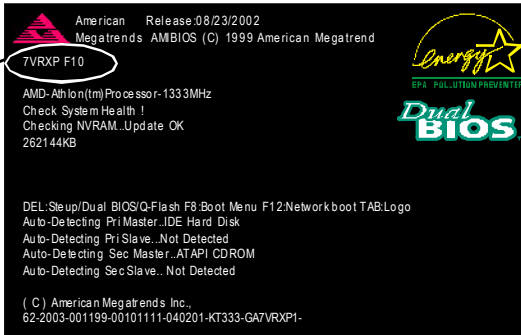 American Release:08/23/2002
Megatrends AMIBIOS (C) 1999 American Megatrend
7VRXP F10
AMD-Athlon(tm)Processor-1333MHz
Check System Health !
Checking NVRAM...Update OK
262144KB
energy
EPA POLLUTION PREVENTER
Dual
BIOS
DEL:Steup/Dual BIOS/Q-Flash F8:Boot Menu F12:Network boot TAB:Logo
Auto-Detecting Pri Master..IDE Hard Disk
Auto-Detecting Pri Slave...Not Detected
Auto-Detecting Sec Master..ATAPI CDROM
Auto-Detecting Sec Slave.. Not Detected
( C ) American Megatrends Inc.,
62-2003-001199-00101111-040201-KT333-GA7VRXP1-